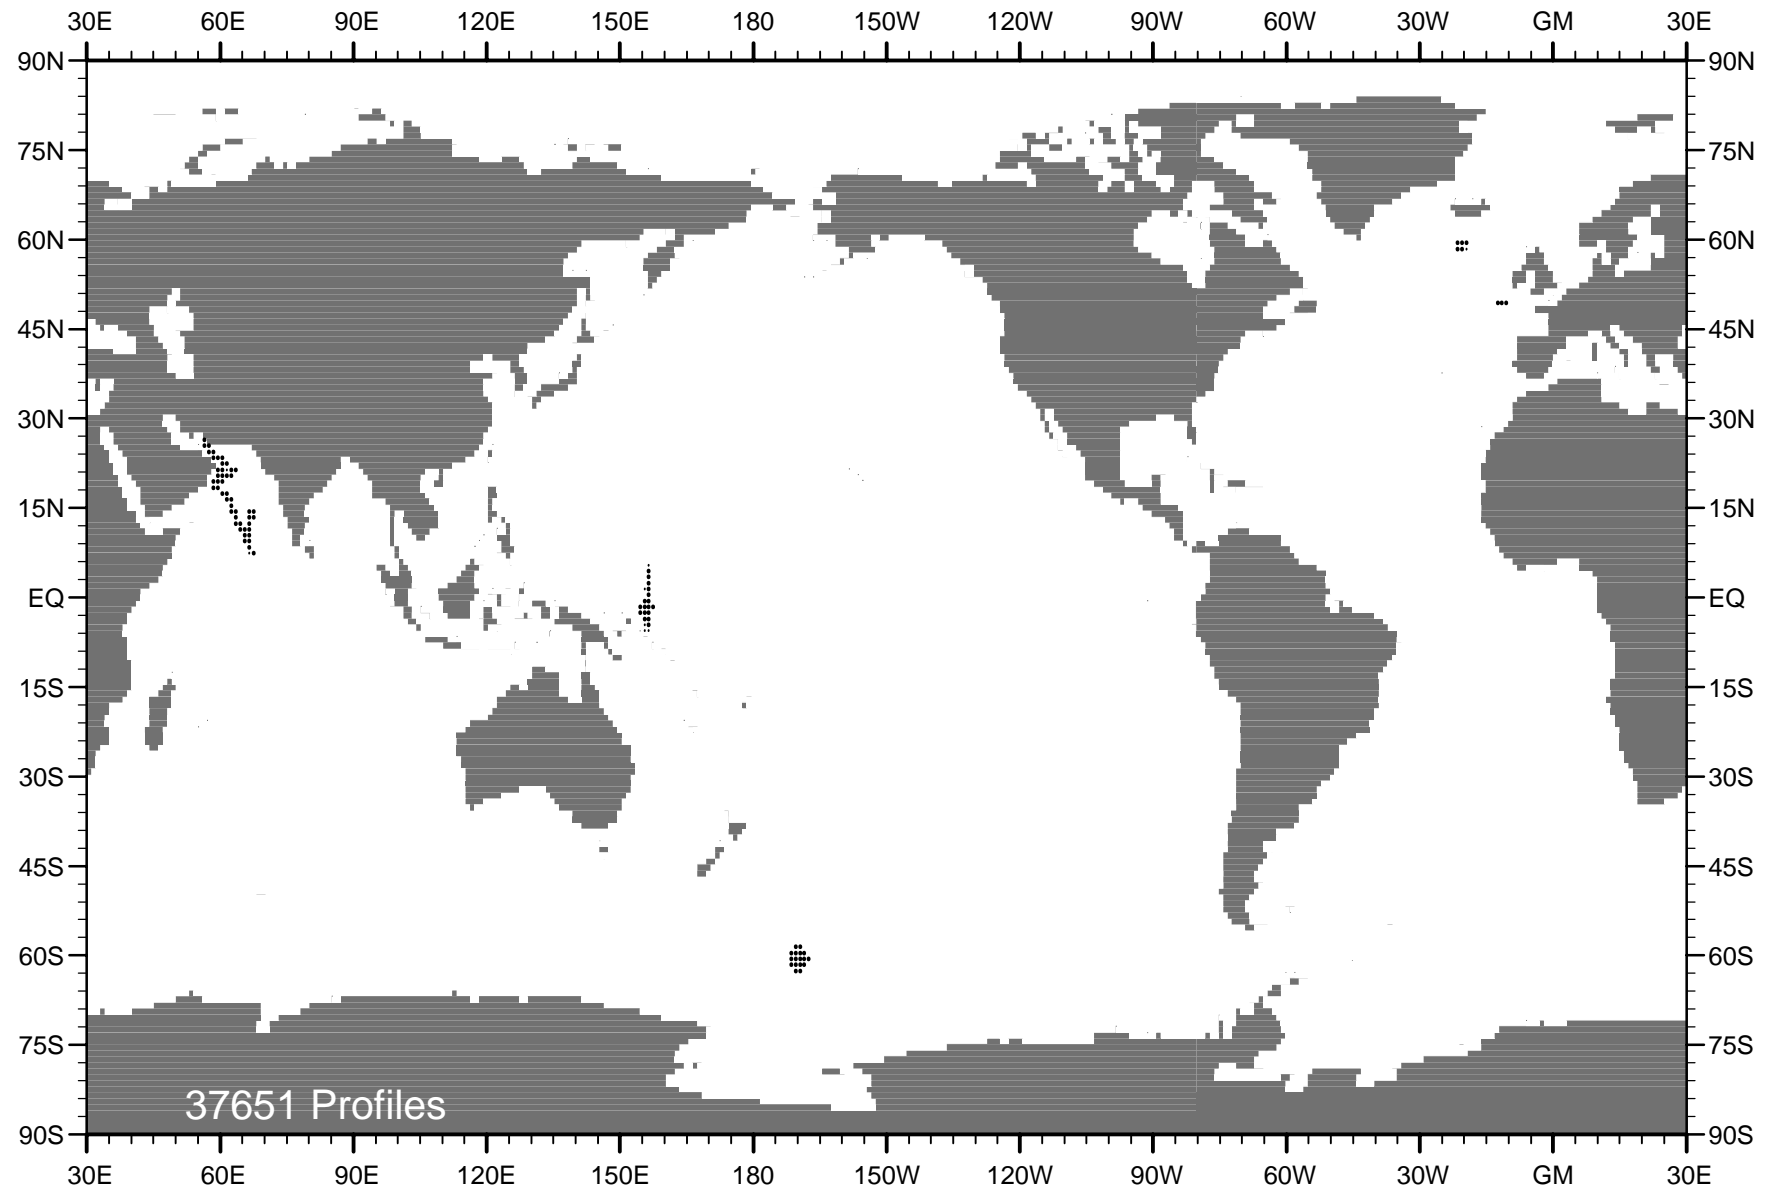 30E 60E 90E 120E 150E 180 150W 120W 90W 60W 30W GM 30E
90N 90N
75N 75N
60N 60N
45N 45N
30N 30N
15N 15N
EQ EQ
15S 15S
30S 30S
45S 45S
60S 60S
75S 75S
37651 Profiles
90S 90S
30E 60E 90E 120E 150E 180 150W 120W 90W 60W 30W GM 30E